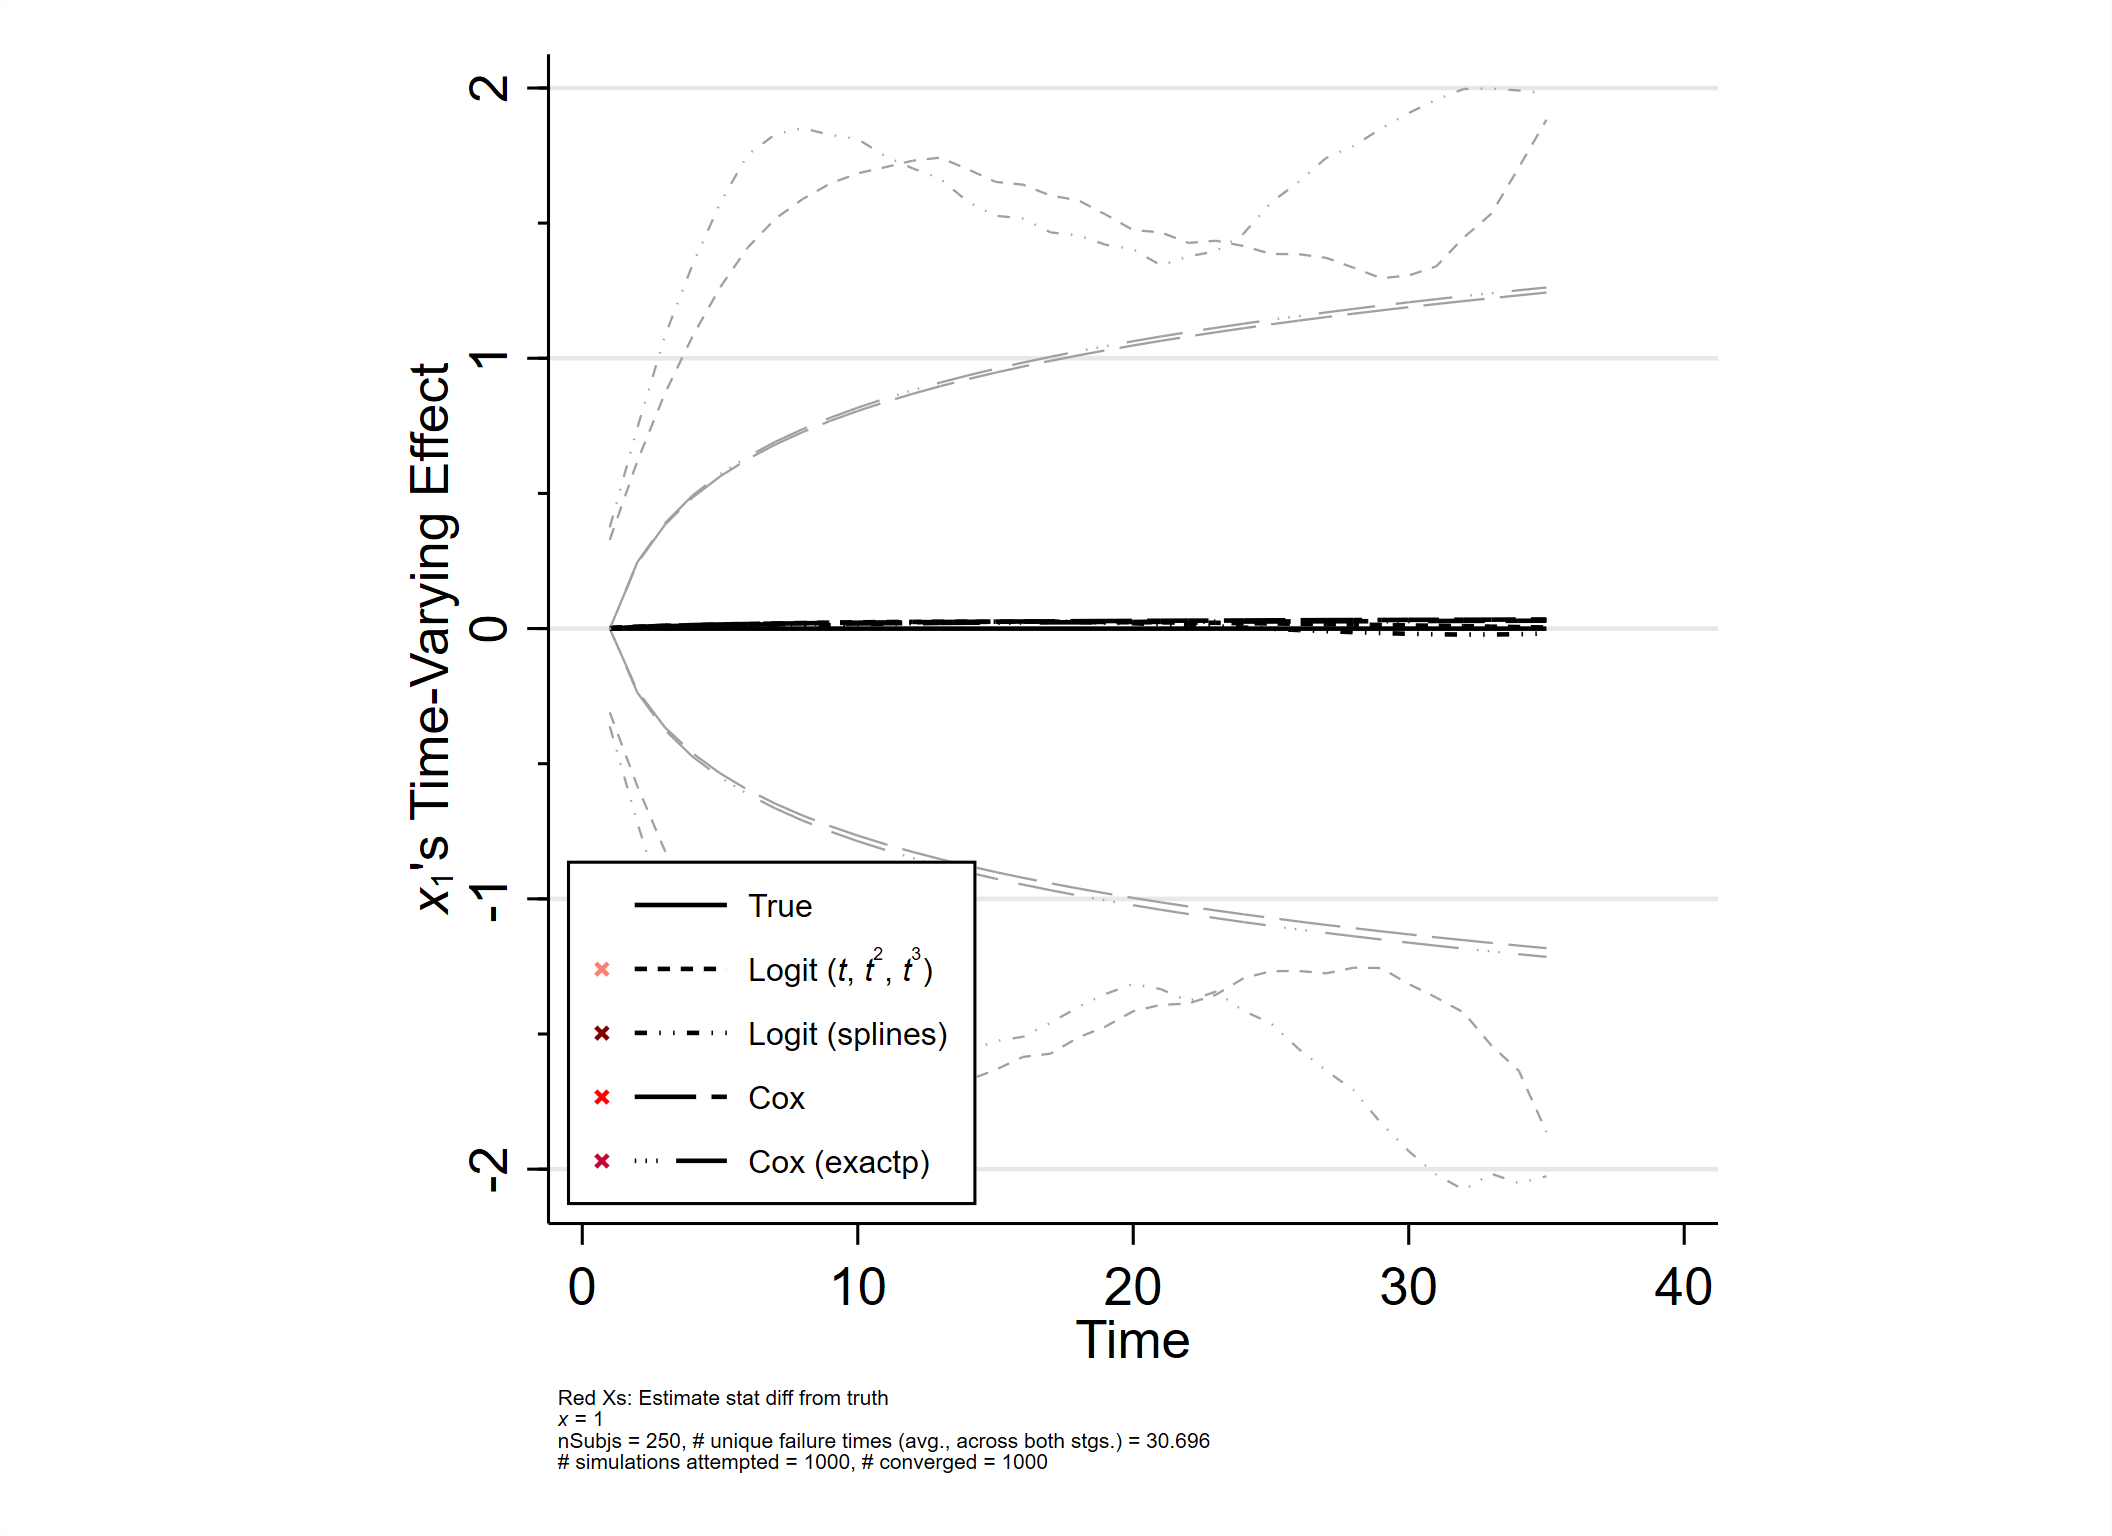 2
1
0
-1
-2
x₁'s Time-Varying Effect
True
Logit (t, t², t³)
Logit (splines)
Cox
Cox (exactp)
0 10 20 30 40
Time
Red Xs: Estimate stat diff from truth
x = 1
nSubjs = 250, # unique failure times (avg., across both stgs.) = 30.696
# simulations attempted = 1000, # converged = 1000